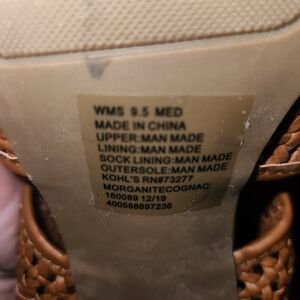 WMS 9.5 MED
MADE IN CHINA
UPPER:MAN MADE
LINING:MAN MADE
SOCK LINING:MAN MADE
OUTERSOLE:MAN MADE
KOHL'S RN#73277
MORGANITECOGNAC
160089 12/19
400588897236